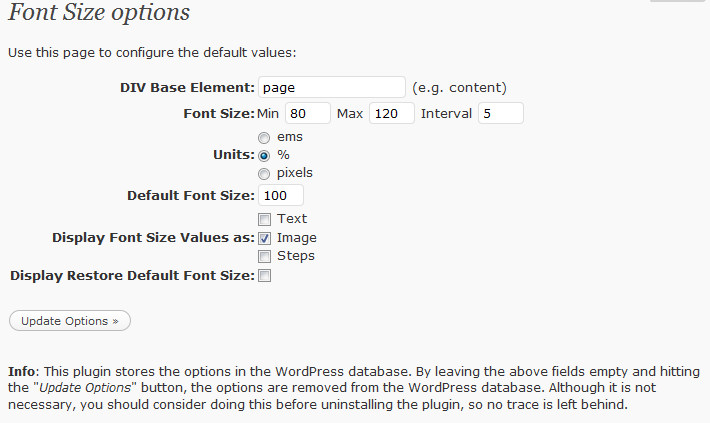 Font Size options
Use this page to configure the default values:
DIV Base Element: page (e.g. content)
Font Size: Min 80 Max 120 Interval 5
ems
Units: %
pixels
Default Font Size: 100
Text
Display Font Size Values as: Image
Steps
Display Restore Default Font Size:
Update Options »
Info: This plugin stores the options in the WordPress database. By leaving the above fields empty and hitting
the "Update Options" button, the options are removed from the WordPress database. Although it is not
necessary, you should consider doing this before uninstalling the plugin, so no trace is left behind.